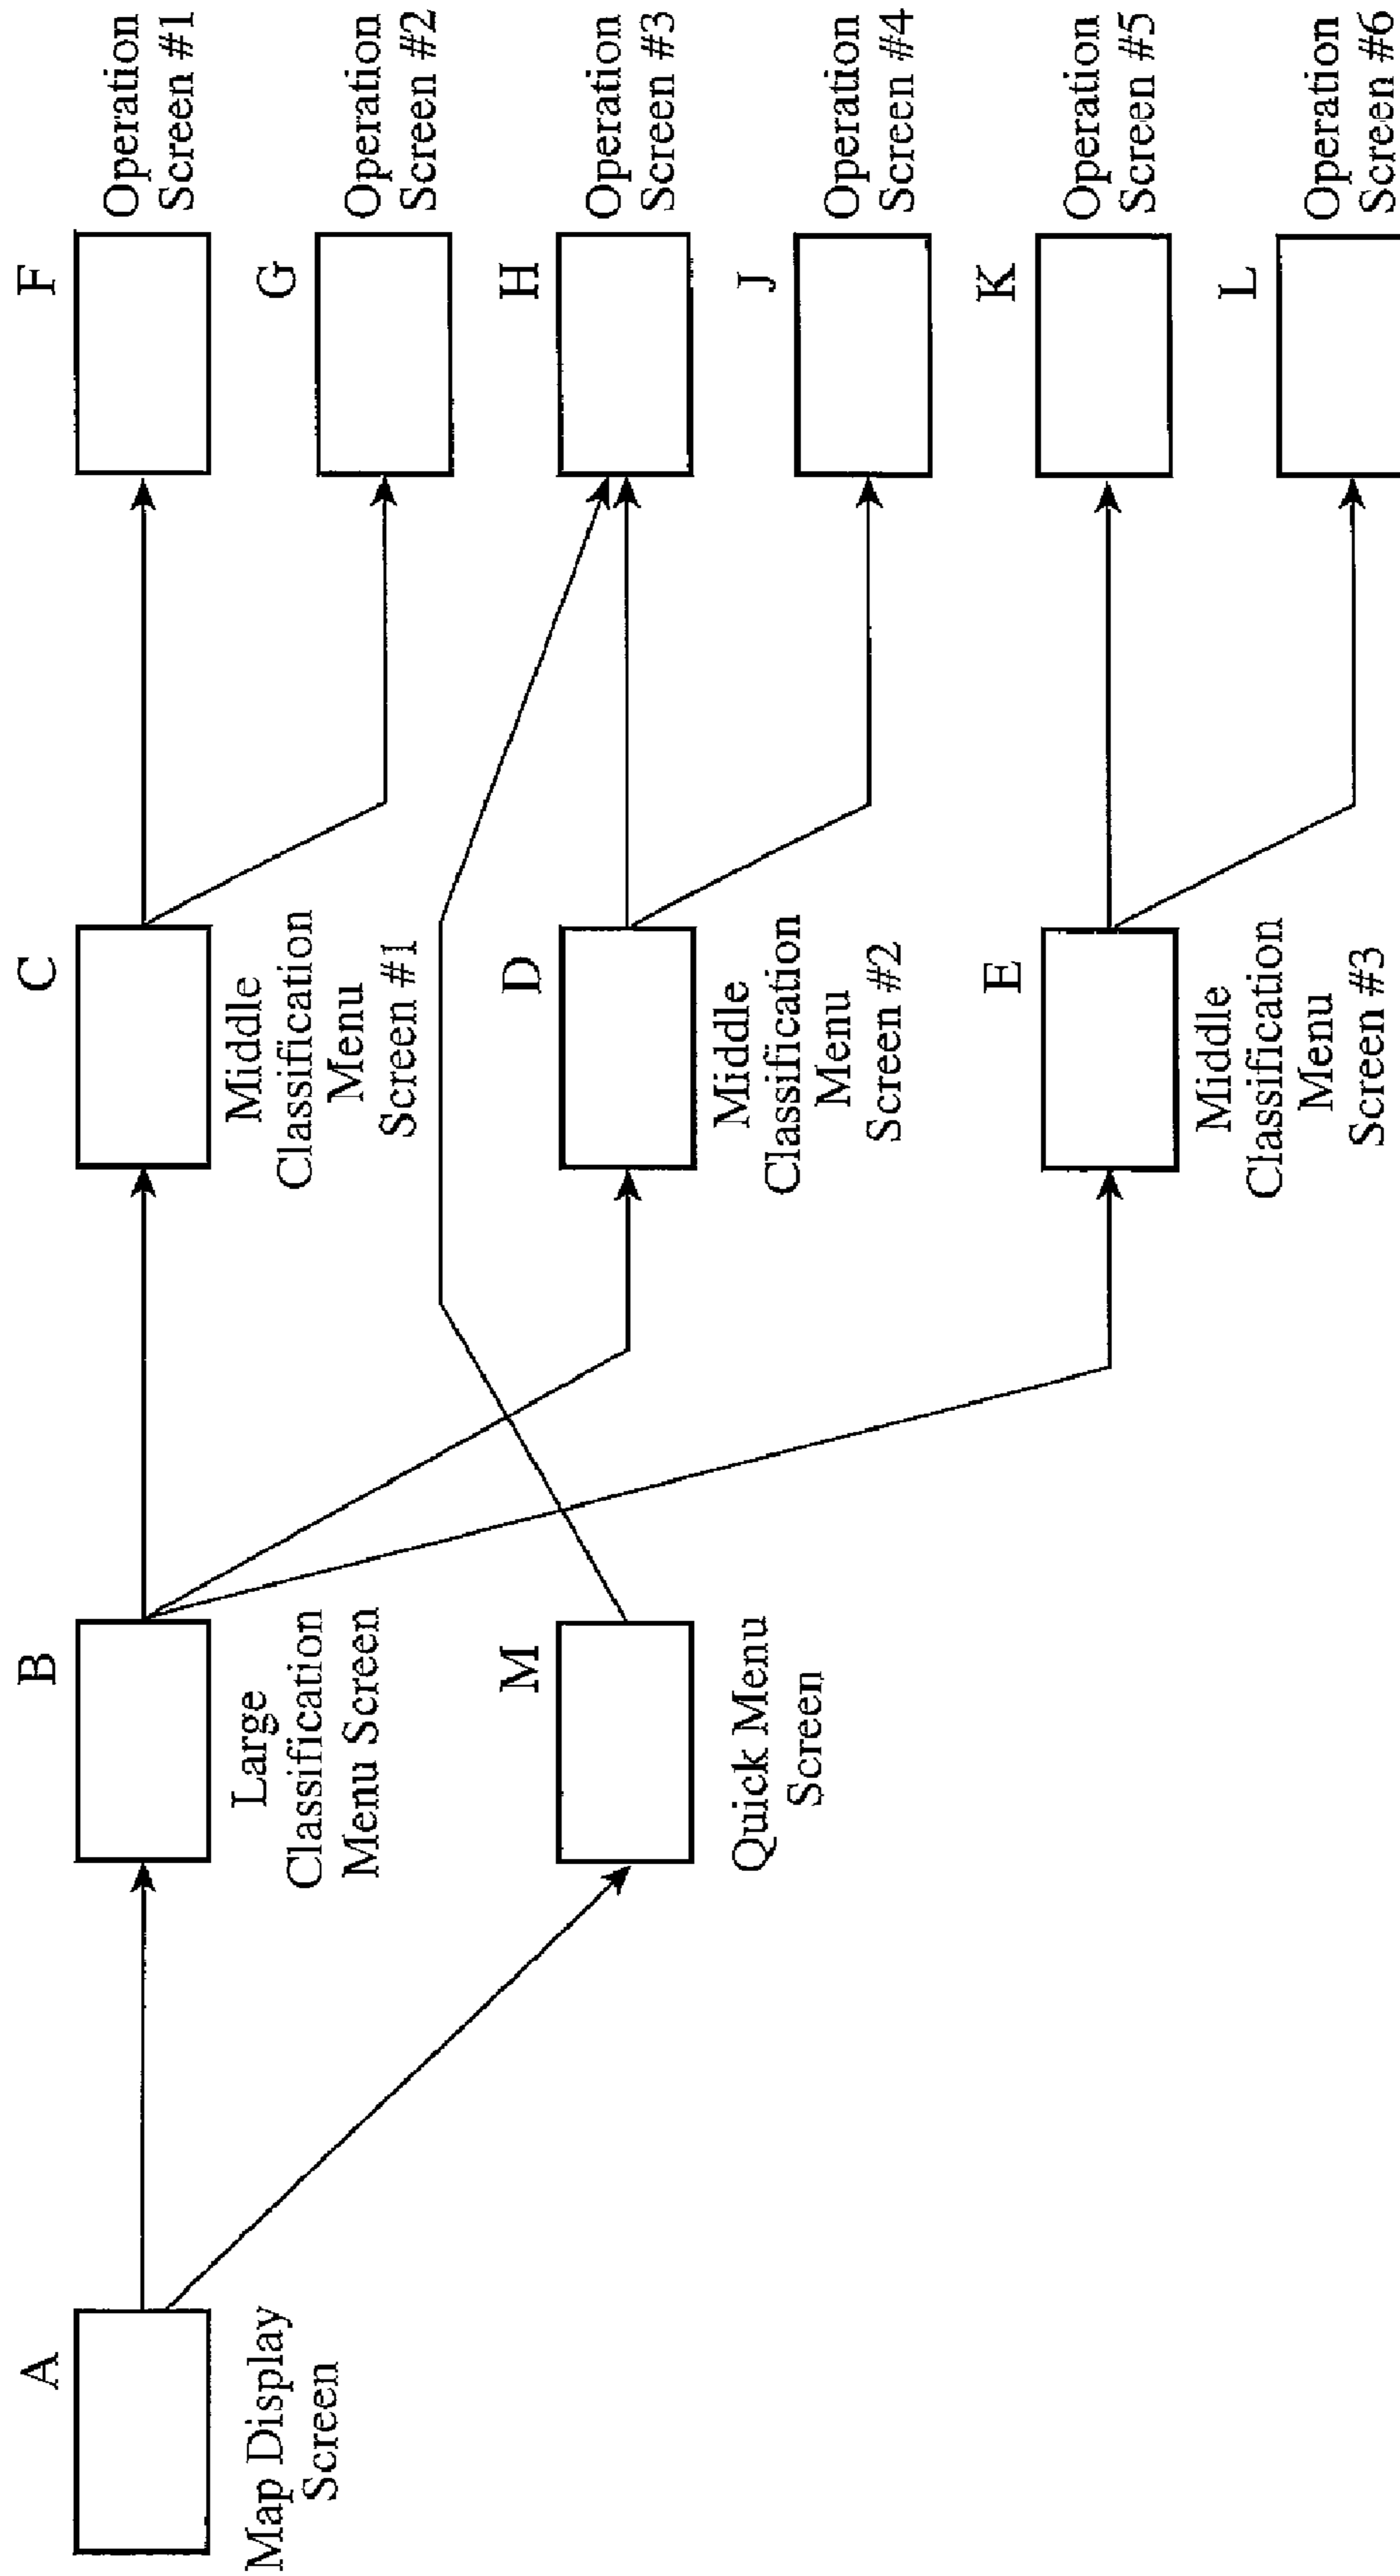 A
Map Display
Screen
B
Large
Classification
Menu Screen
M
Quick Menu
Screen
C
Middle
Classification
Menu
Screen #1
D
Middle
Classification
Menu
Screen #2
E
Middle
Classification
Menu
Screen #3
F
Operation
Screen #1
G
Operation
Screen #2
H
Operation
Screen #3
J
Operation
Screen #4
K
Operation
Screen #5
L
Operation
Screen #6